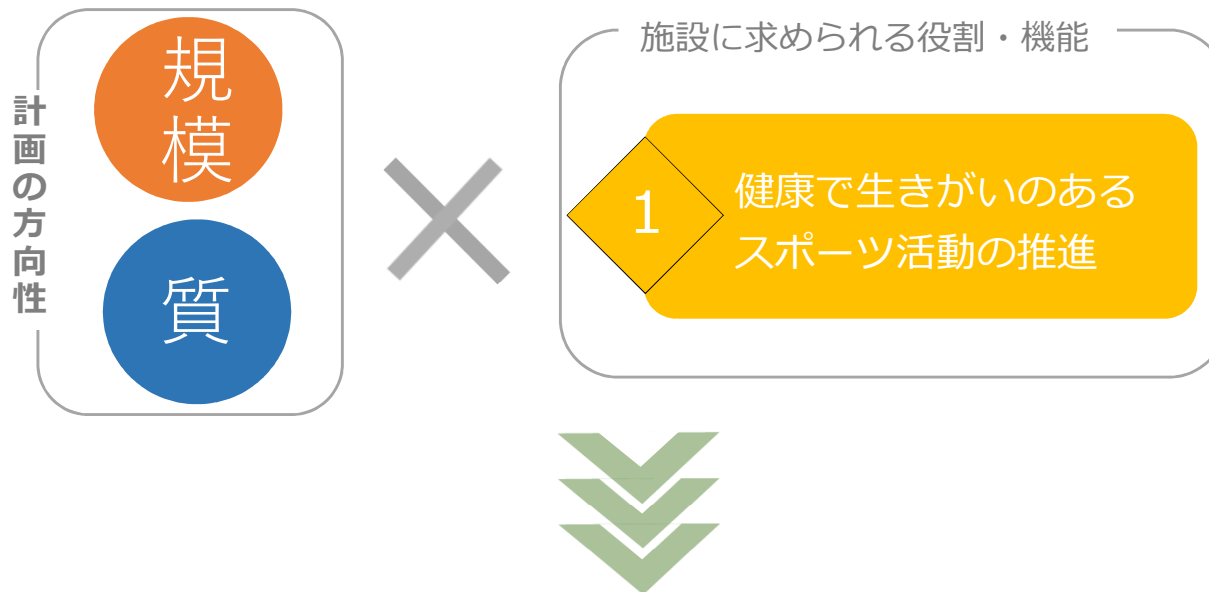 計画の方向性
規模
質
施設に求められる役割・機能
1
健康で生きがいのある
スポーツ活動の推進